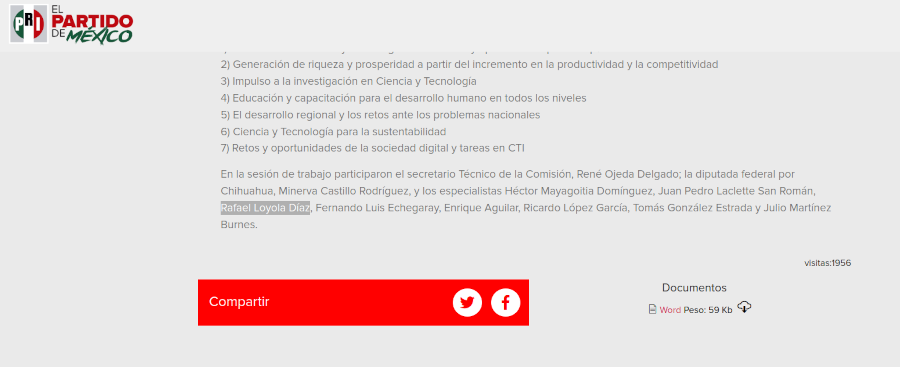 PRI
EL
PARTIDO
DE MÉXICO
2) Generación de riqueza y prosperidad a partir del incremento en la productividad y la competitividad
3) Impulso a la investigación en Ciencia y Tecnología
4) Educación y capacitación para el desarrollo humano en todos los niveles
5) El desarrollo regional y los retos ante los problemas nacionales
6) Ciencia y Tecnología para la sustentabilidad
7) Retos y oportunidades de la sociedad digital y tareas en CTI
En la sesión de trabajo participaron el secretario Técnico de la Comisión, René Ojeda Delgado; la diputada federal por
Chihuahua, Minerva Castillo Rodríguez, y los especialistas Héctor Mayagoitia Domínguez, Juan Pedro Laclette San Román,
Rafael Loyola Díaz, Fernando Luis Echegaray, Enrique Aguilar, Ricardo López García, Tomás González Estrada y Julio Martínez
Burnes.
visitas:1956
Compartir
Documentos
Word Peso: 59 Kb